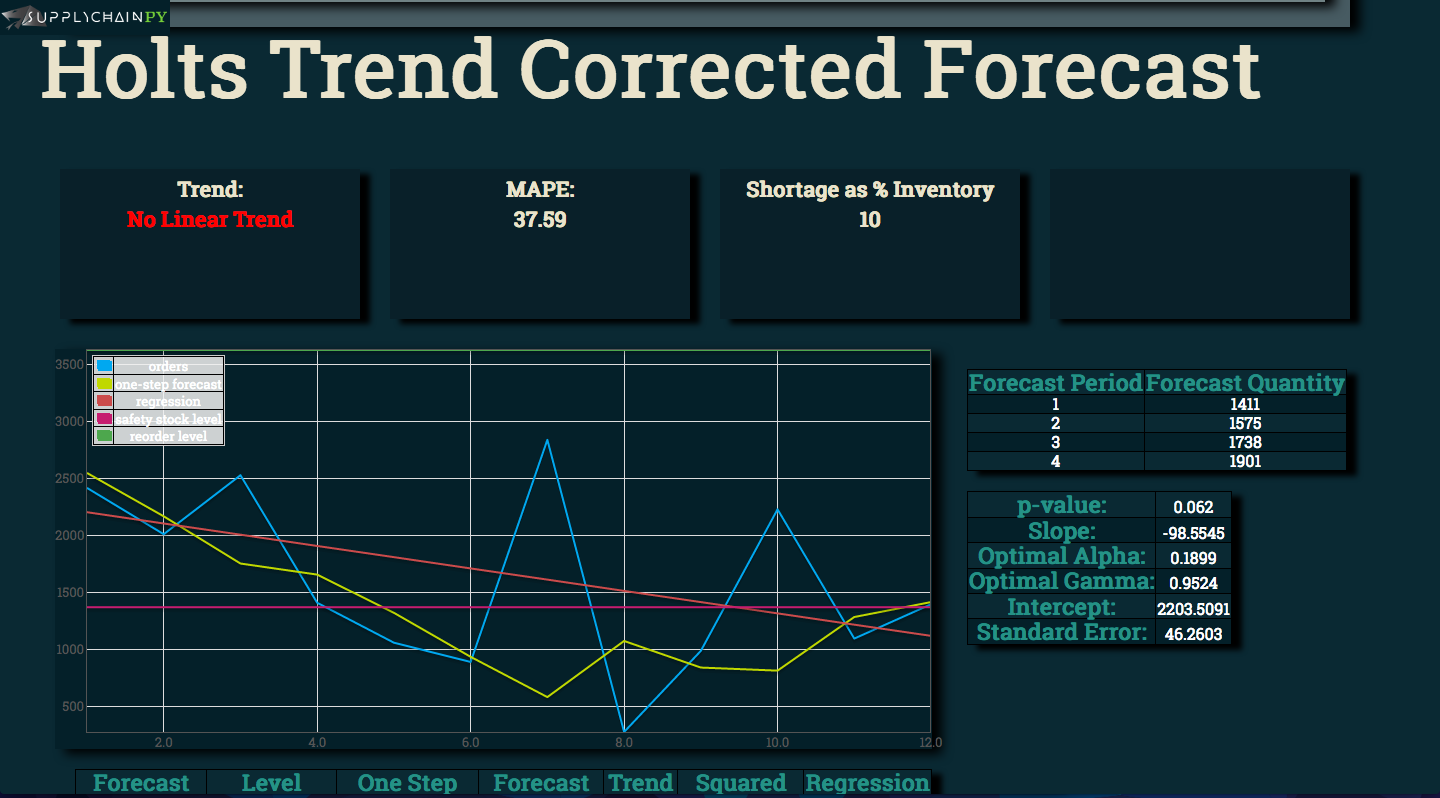 SUPPLYCHAINPY
Holts Trend Corrected Forecast
Trend:
No Linear Trend
MAPE:
37.59
Shortage as % Inventory
10
3500
3000
2500
2000
1500
1000
500
orders
one-step forecast
regression
safety stock level
reorder level
2.0 4.0 6.0 8.0 10.0 12.0
Forecast Period Forecast Quantity
1 1411
2 1575
3 1738
4 1901
p-value: 0.062
Slope: -98.5545
Optimal Alpha: 0.1899
Optimal Gamma: 0.9524
Intercept: 2203.5091
Standard Error: 46.2603
Forecast Level One Step Forecast Trend Squared Regression